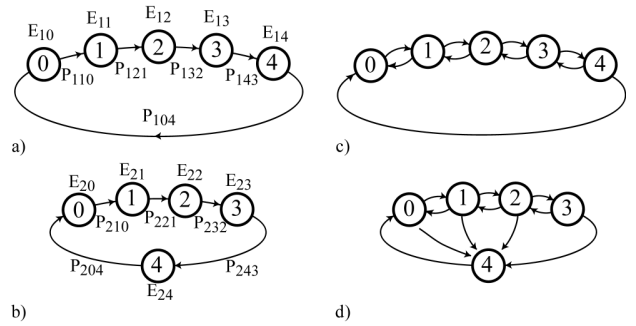 E10 E11 E12 E13 E14
0 1 2 3 4
P110 P121 P132 P143
P104
a)
0 1 2 3 4
c)
E20 E21 E22 E23
0 1 2 3
P210 P221 P232
P204 4 P243
E24
b)
0 1 2 3
4
d)